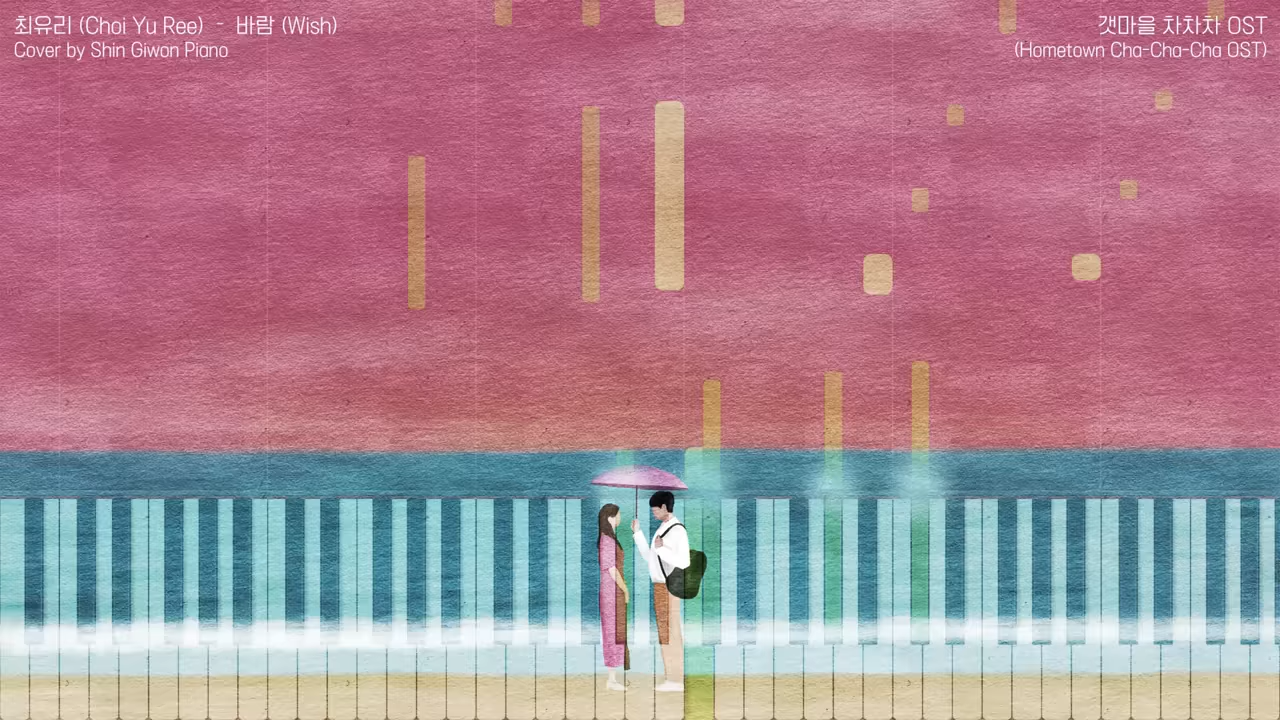 최유리 (Choi Yu Ree) - 바람 (Wish)
Cover by Shin Giwon Piano
갯마을 차차차 OST
(Hometown Cha-Cha-Cha OST)